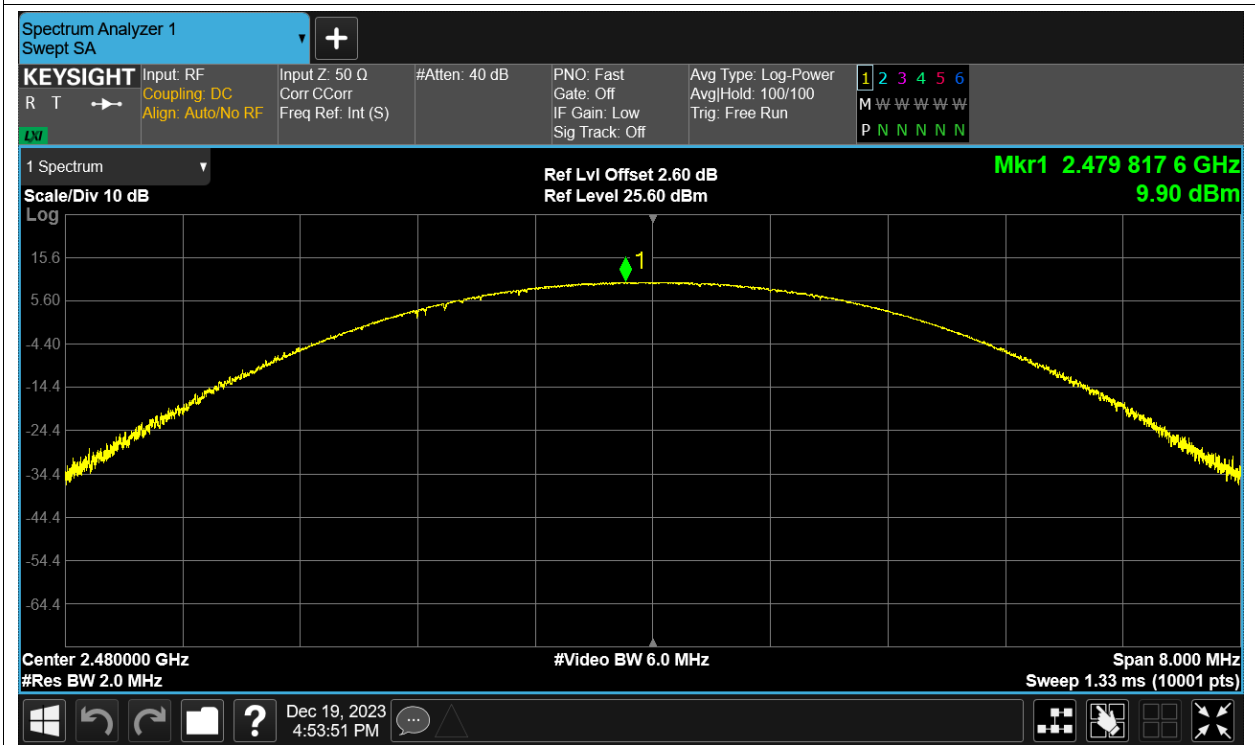 Spectrum Analyzer 1
Swept SA
KEYSIGHT
R T
LXI
Input: RF
Coupling: DC
Align: Auto/No RF
Input Z: 50 Ω
Corr CCorr
Freq Ref: Int (S)
#Atten: 40 dB
PNO: Fast
Gate: Off
IF Gain: Low
Sig Track: Off
Avg Type: Log-Power
Avg|Hold: 100/100
Trig: Free Run
1 2 3 4 5 6
M W W W W W
P N N N N N
1 Spectrum
Scale/Div 10 dB
Log
Ref Lvl Offset 2.60 dB
Ref Level 25.60 dBm
Mkr1 2.479 817 6 GHz
9.90 dBm
1
15.6
5.60
-4.40
-14.4
-24.4
-34.4
-44.4
-54.4
-64.4
Center 2.480000 GHz
#Res BW 2.0 MHz
#Video BW 6.0 MHz
Span 8.000 MHz
Sweep 1.33 ms (10001 pts)
?
Dec 19, 2023
4:53:51 PM